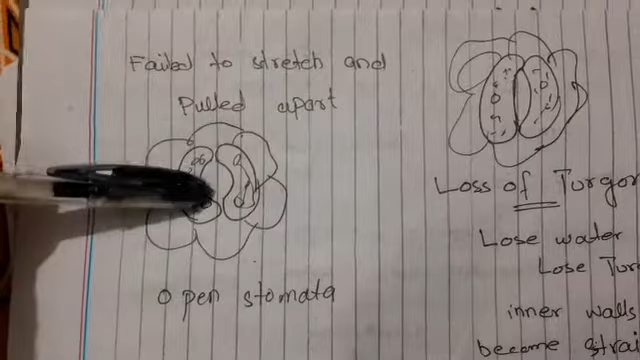 Failed to stretch and
Pulled apart
Open stomata
Loss of Turgor
Lose water
Lose Tur
inner walls
become strai